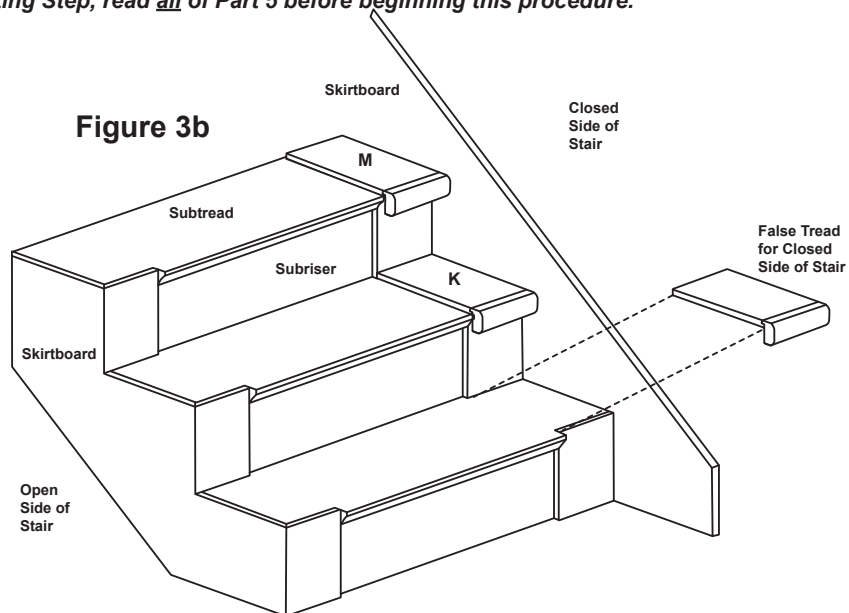 ing Step, read all of Part 5 before beginning this procedure.
Skirtboard
Closed
Side of
Stair
Figure 3b
M
Subtread
False Tread
for Closed
Side of Stair
Subriser
K
Skirtboard
Open
Side of
Stair